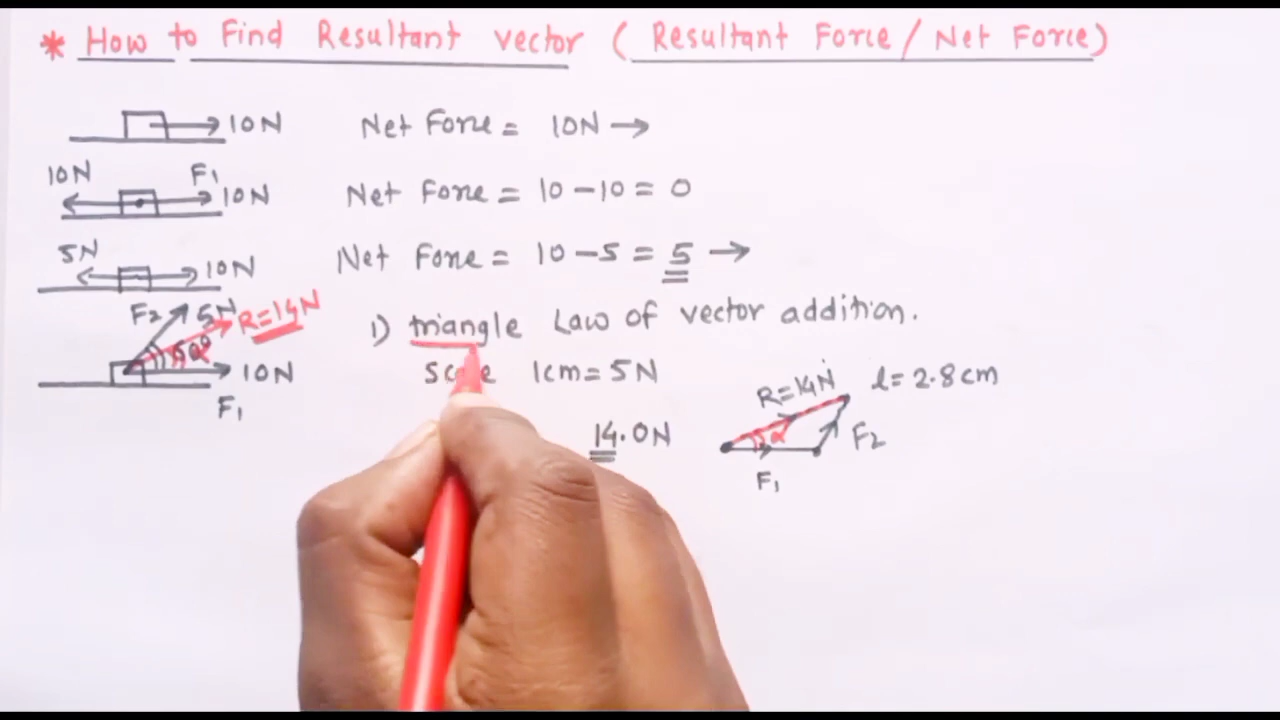 * How to Find Resultant vector ( Resultant Force / Net Force)
10N Net Force = 10N →
10N F₁ 10N Net Force = 10 - 10 = 0
5N 10N Net Force = 10 - 5 = 5 →
F₂ 5N R=14N 10N F₁
1) triangle Law of vector addition.
1cm = 5N
14.0N
R=14N l = 2.8cm
α F₂
F₁